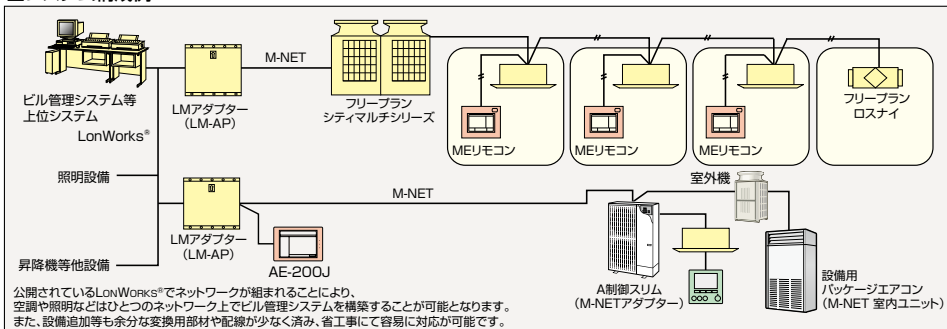 M-NET
ビル管理システム等
上位システム
LONWORKS®
LMアダプター
(LM-AP)
フリープラン
シティマルチシリーズ
MEリモコン
MEリモコン
MEリモコン
フリープラン
ロスナイ
照明設備
M-NET
室外機
LMアダプター
(LM-AP)
昇降機等他設備
AE-200J
A制御スリム
(M-NETアダプター)
設備用
パッケージエアコン
(M-NET 室内ユニット)
公開されているLONWORKS®でネットワークが組まれることにより、
空調や照明などはひとつのネットワーク上でビル管理システムを構築することが可能となります。
また、設備追加等も余分な変換用部材や配線が少なく済み、省工事にて容易に対応が可能です。